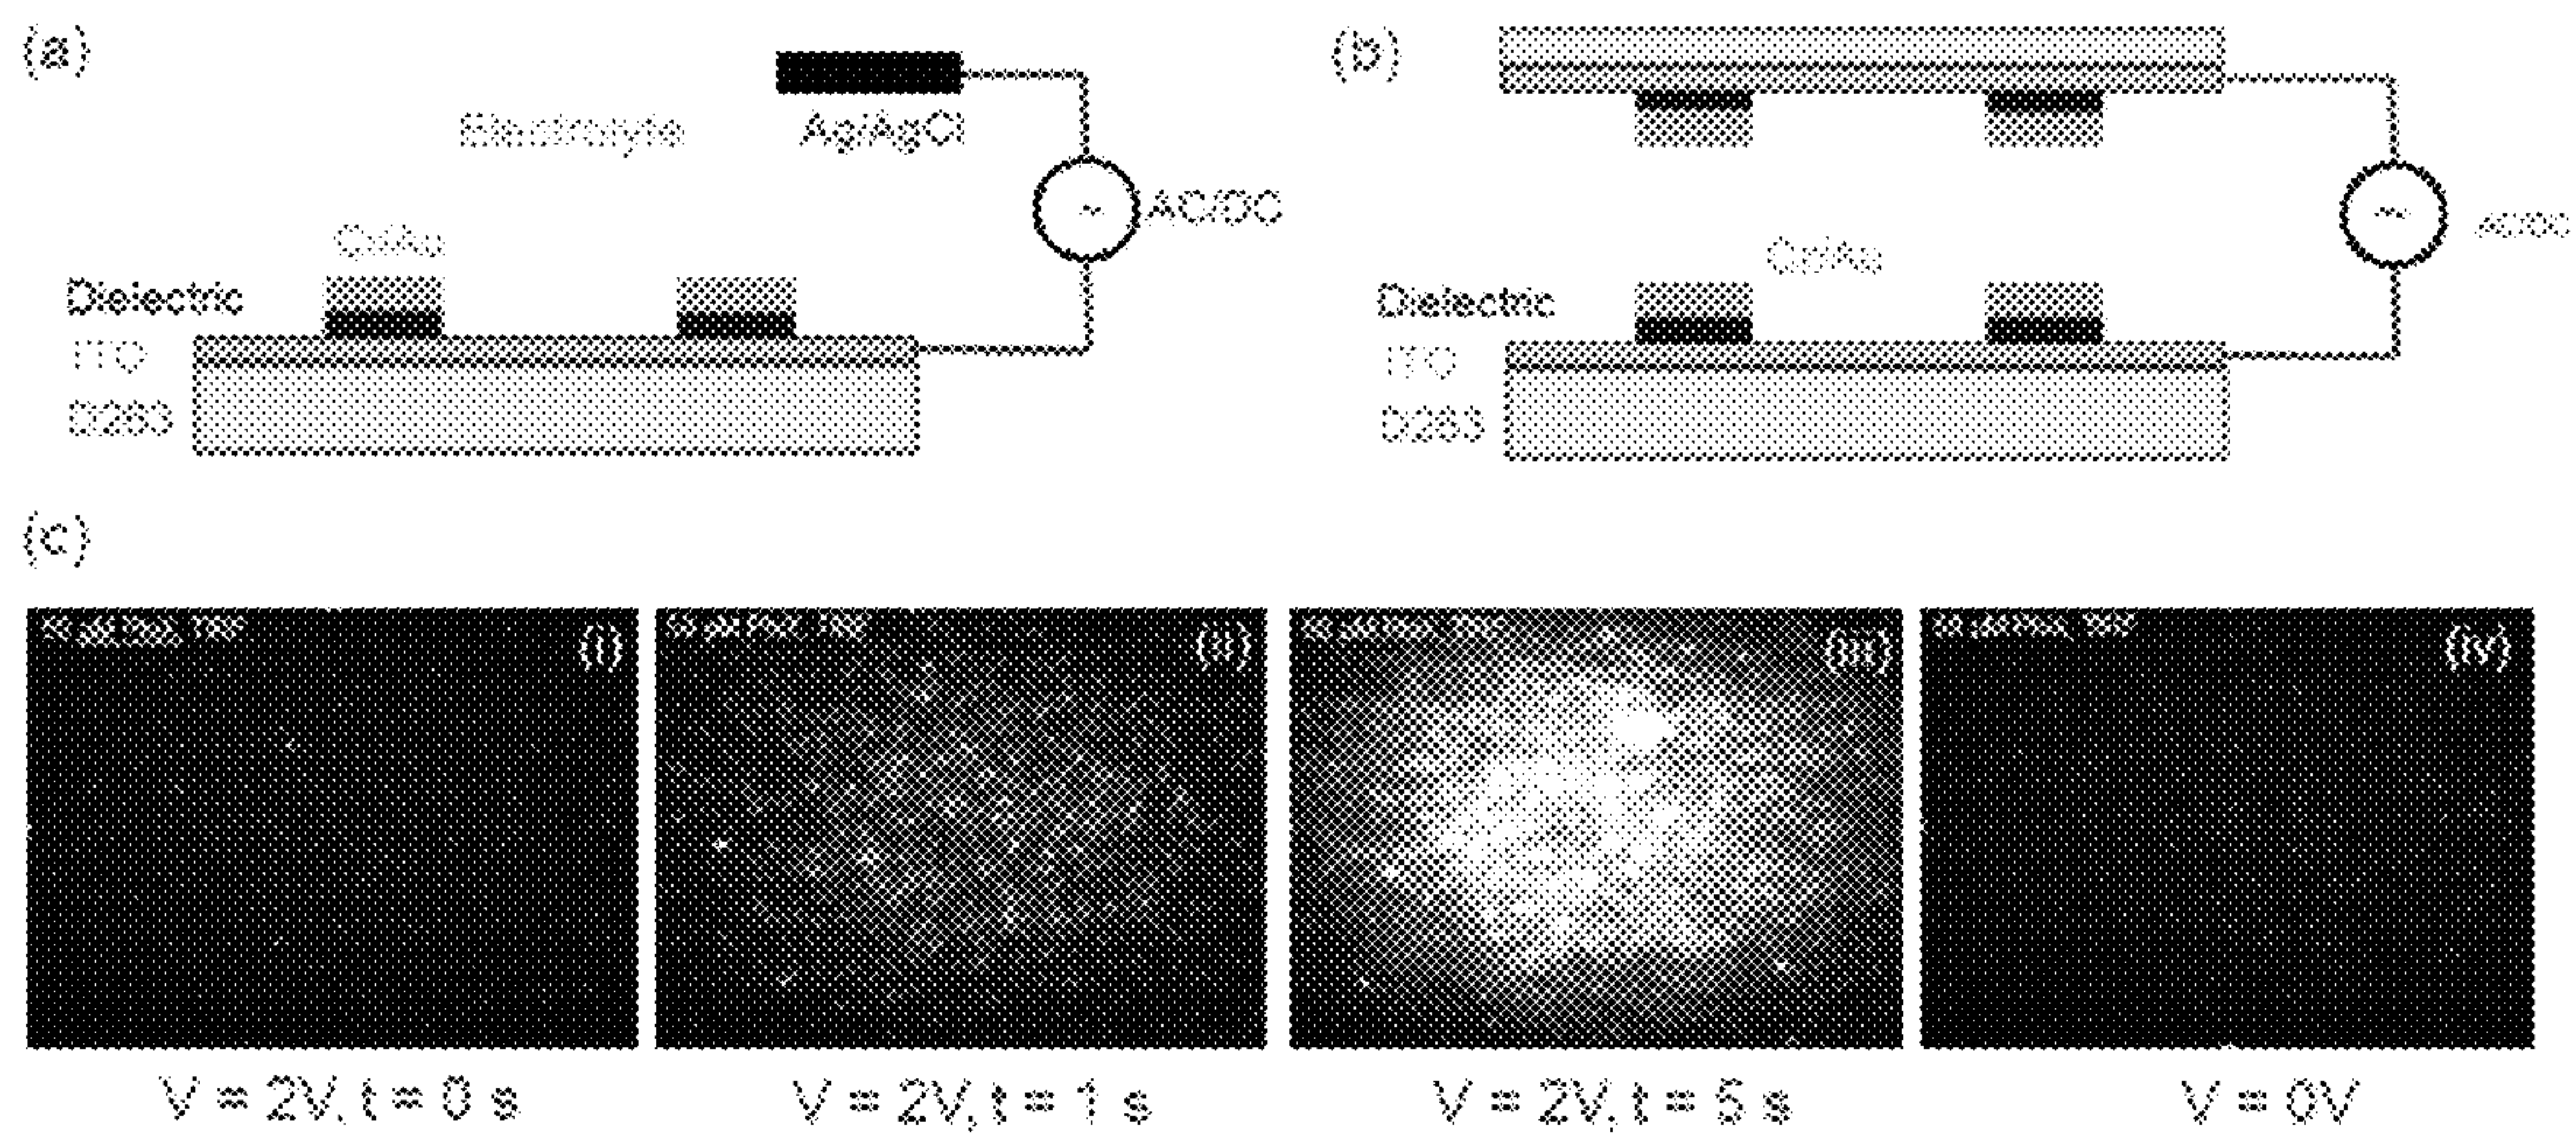 (a)
Electrolyte
Ag/AgCl
AC/DC
Dielectric
ITO
D263
(b)
AC/DC
Dielectric
ITO
D263
(c)
(i)
(ii)
(iii)
(iv)
V = 2V, t = 0 s
V = 2V, t = 1 s
V = 2V, t = 5 s
V = 0V